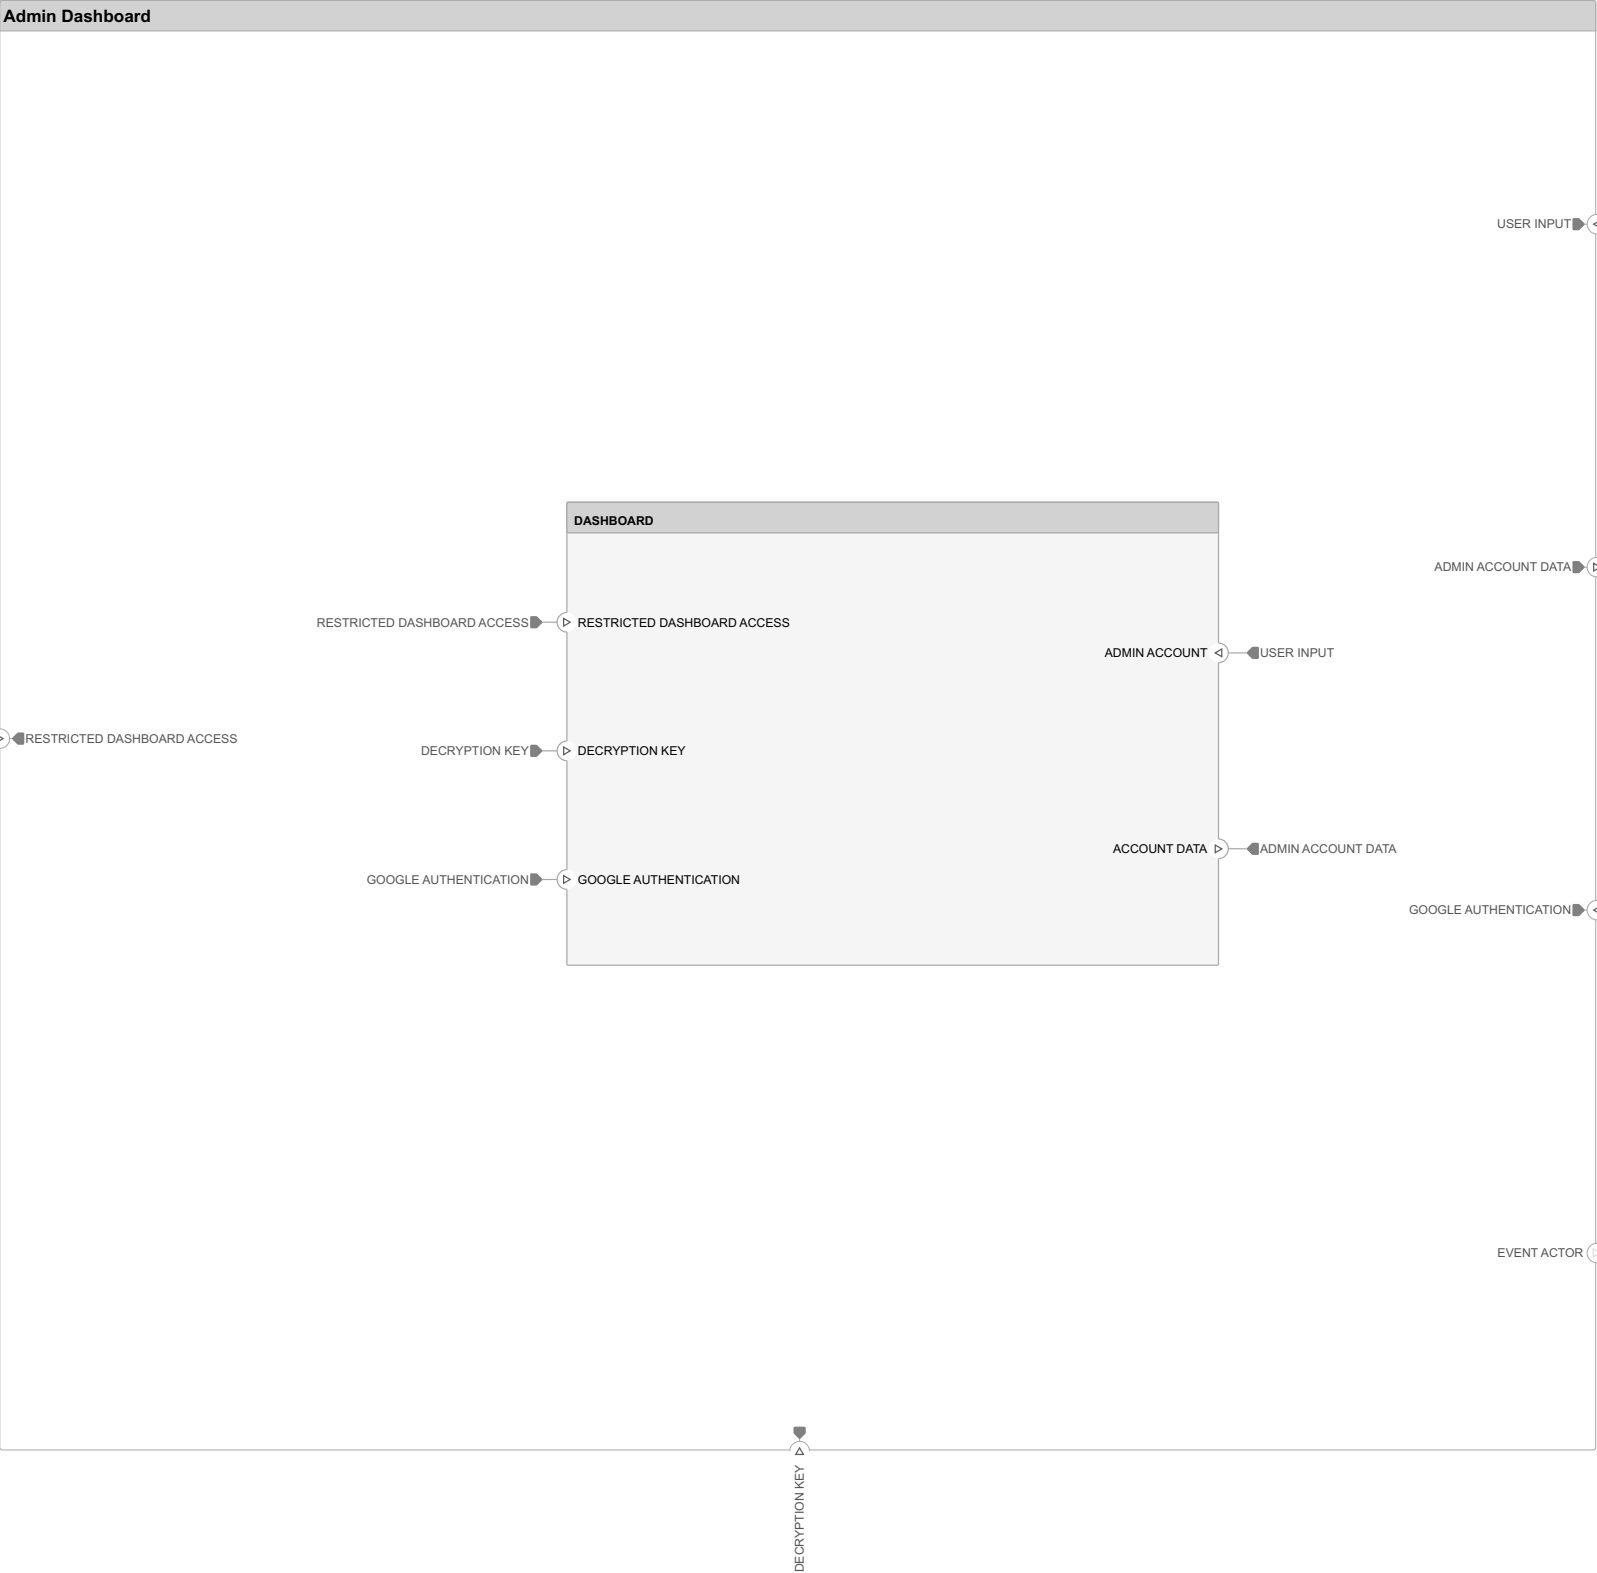 Admin Dashboard
USER INPUT
DASHBOARD
ADMIN ACCOUNT DATA
RESTRICTED DASHBOARD ACCESS
RESTRICTED DASHBOARD ACCESS
ADMIN ACCOUNT
USER INPUT
RESTRICTED DASHBOARD ACCESS
DECRYPTION KEY
DECRYPTION KEY
ACCOUNT DATA
ADMIN ACCOUNT DATA
GOOGLE AUTHENTICATION
GOOGLE AUTHENTICATION
GOOGLE AUTHENTICATION
EVENT ACTOR
DECRYPTION KEY